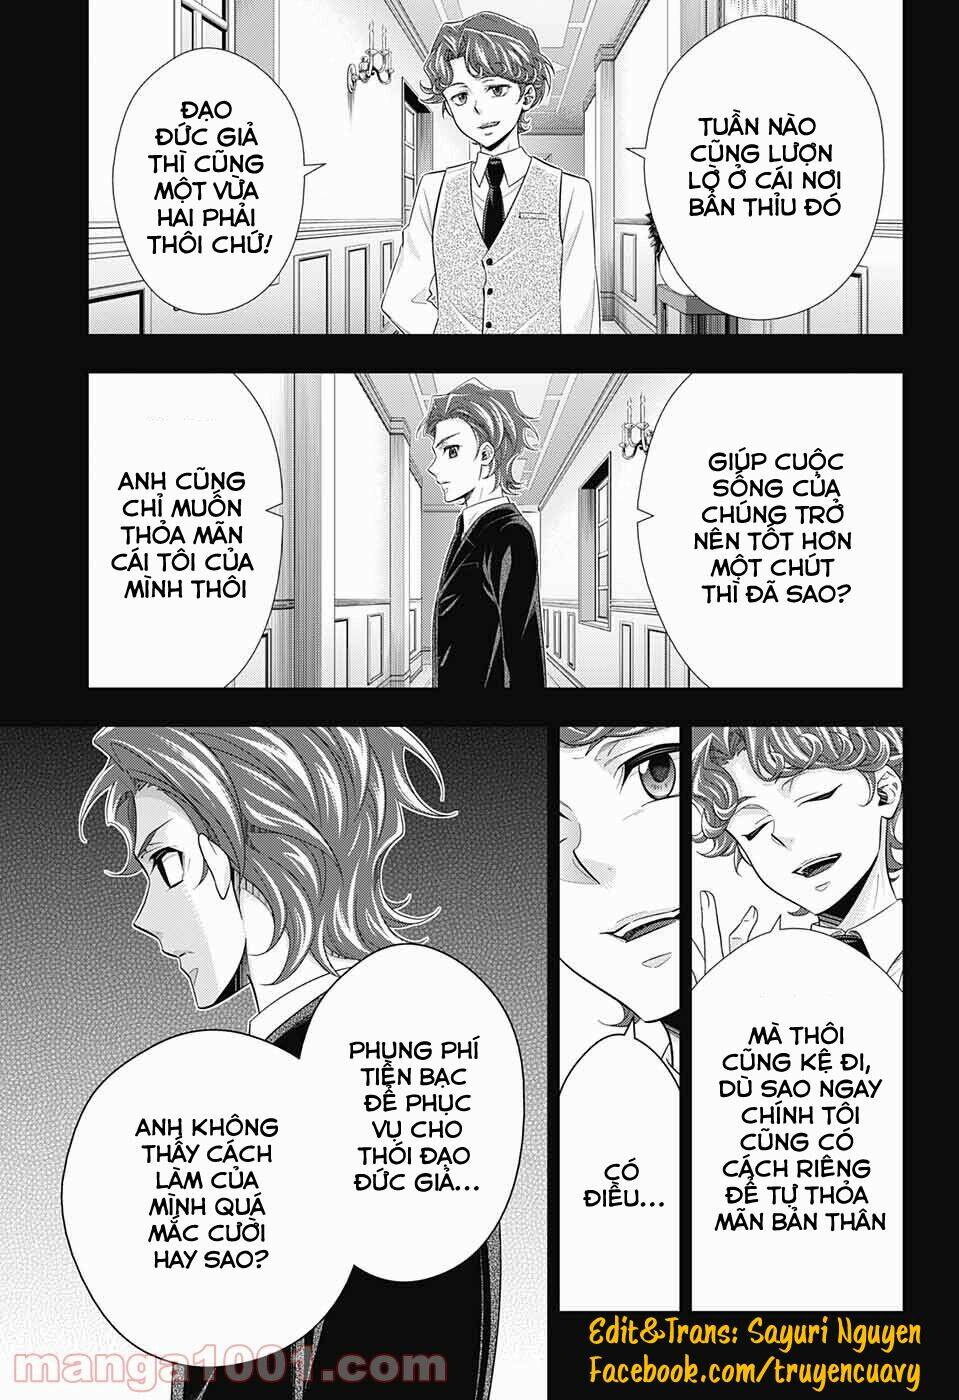 TUẦN NÀO
CŨNG LƯỢN
LỜ Ở CÁI NƠI
BẨN THỈU ĐÓ
ĐẠO
ĐỨC GIẢ
THÌ CŨNG
MỘT VỪA
HAI PHẢI
THÔI CHỨ!
GIÚP CUỘC
SỐNG CỦA
CHÚNG TRỞ
NÊN TỐT HƠN
MỘT CHÚT
THÌ ĐÃ SAO?
ANH CŨNG
CHỈ MUỐN
THỎA MÃN
CÁI TÔI CỦA
MÌNH THÔI
MÀ THÔI
CŨNG KỆ ĐI,
DÙ SAO NGAY
CHÍNH TÔI
CŨNG CÓ
CÁCH RIÊNG
ĐỂ TỰ THỎA
MÃN BẢN THÂN
CÓ
ĐIỀU...
PHUNG PHÍ
TIỀN BẠC
ĐỂ PHỤC
VỤ CHO
THÓI ĐẠO
ĐỨC GIẢ...
ANH KHÔNG
THẤY CÁCH
LÀM CỦA
MÌNH QUÁ
MẮC CƯỜI
HAY SAO?
Edit&Trans: Sayuri Nguyen
Facebook.com/truyencuavy
manga1001.com